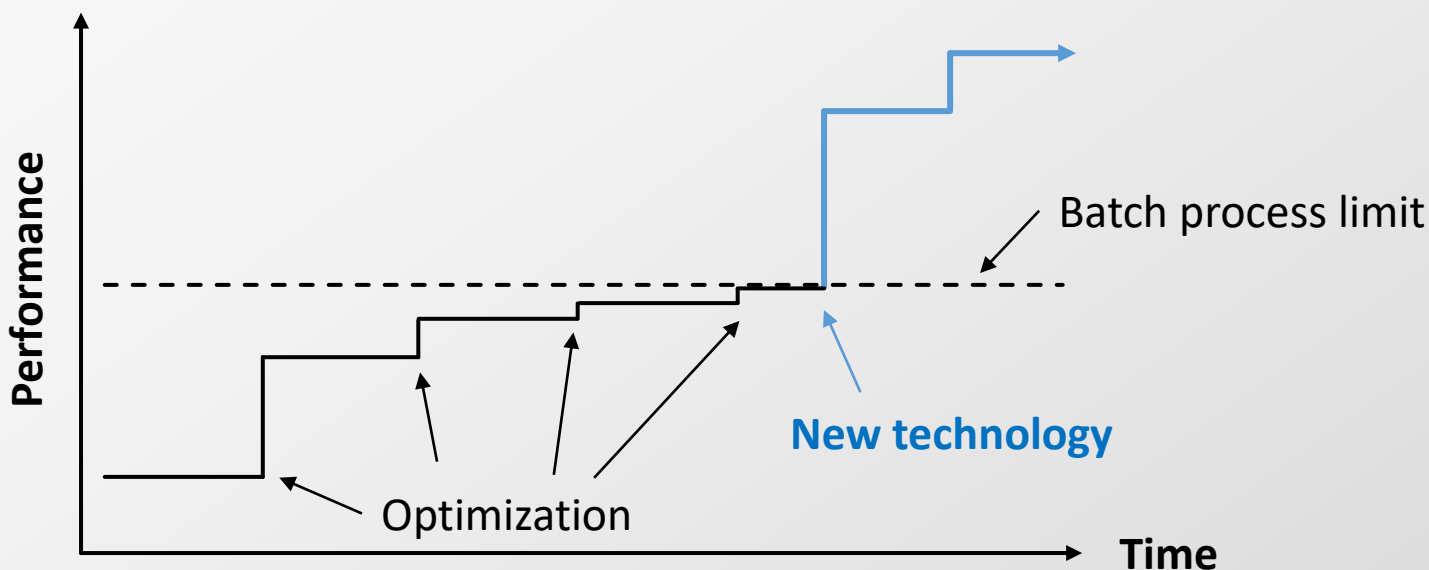 Performance
Batch process limit
New technology
Optimization
Time